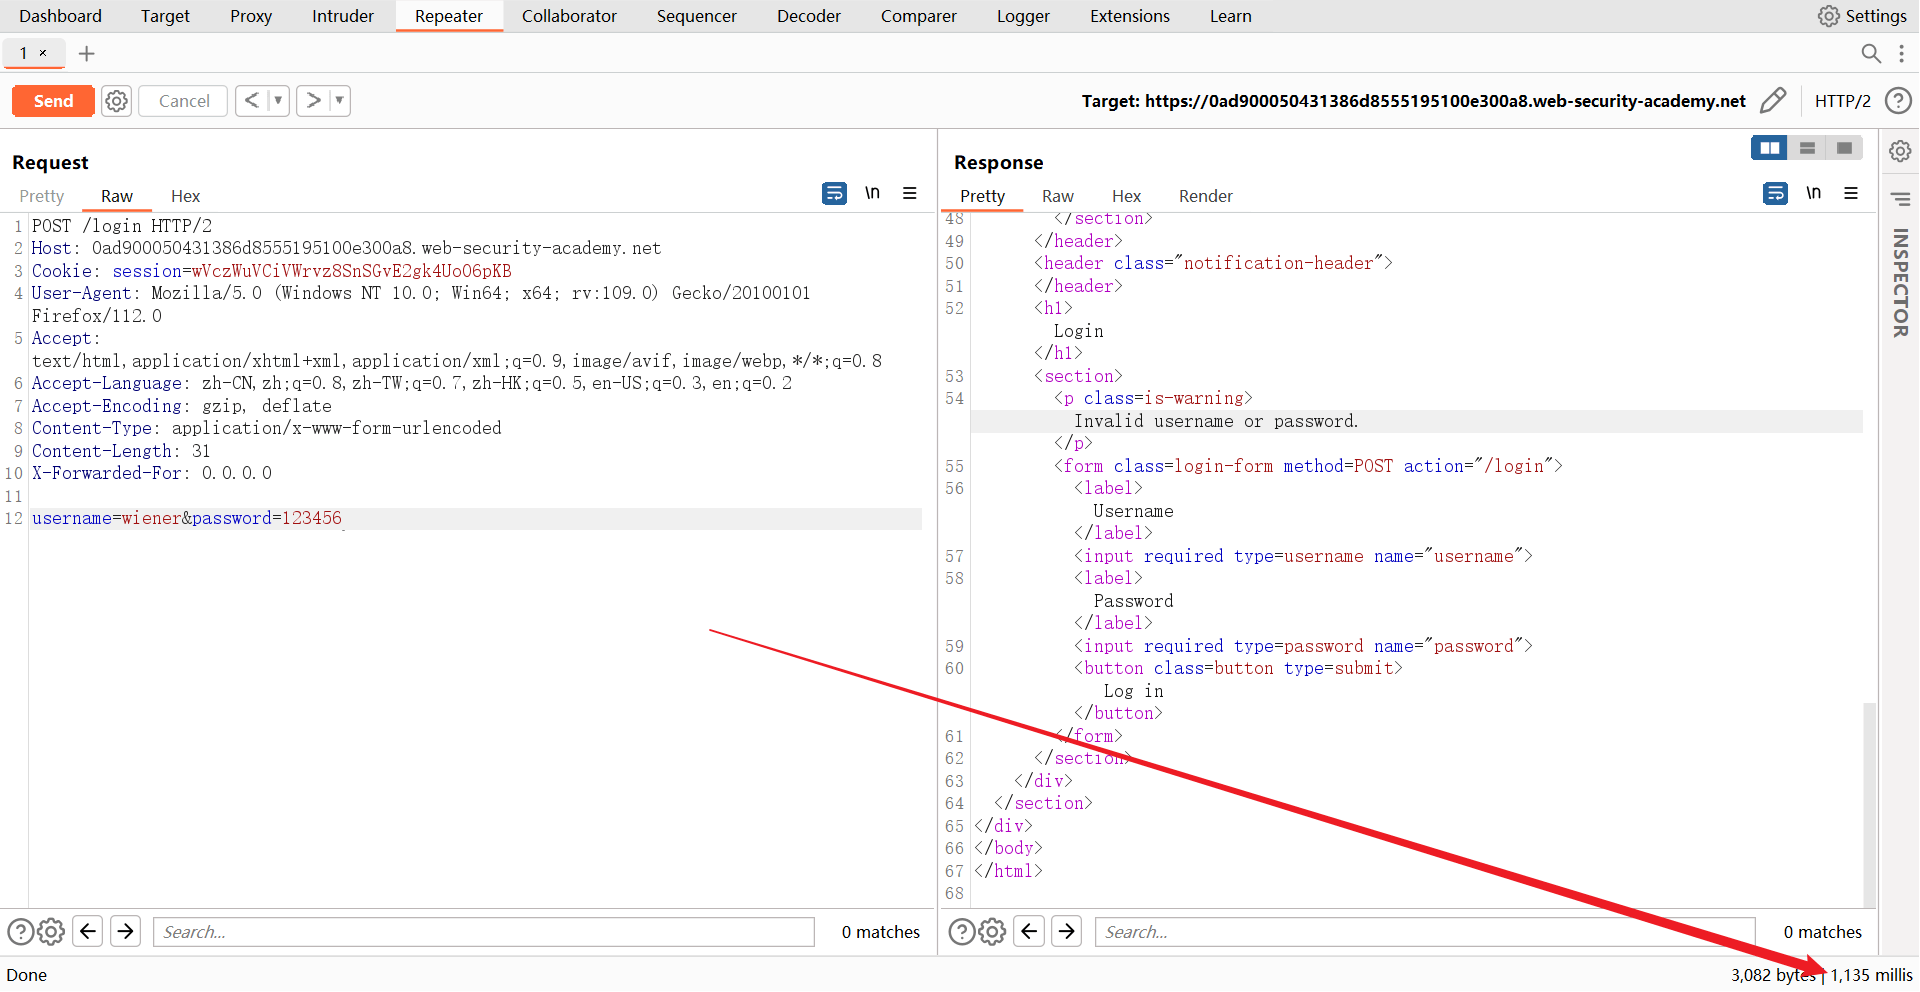 Dashboard Target Proxy Intruder Repeater Collaborator Sequencer Decoder Comparer Logger Extensions Learn Settings
1 × +
Send Cancel < > Target: https://0ad900050431386d8555195100e300a8.web-security-academy.net HTTP/2 ?
Request
Pretty Raw Hex \n
1 POST /login HTTP/2
2 Host: 0ad900050431386d8555195100e300a8.web-security-academy.net
3 Cookie: session=wVczWuVCiVWrvz8SnSGvE2gk4Uo06pKB
4 User-Agent: Mozilla/5.0 (Windows NT 10.0; Win64; x64; rv:109.0) Gecko/20100101
Firefox/112.0
5 Accept:
text/html,application/xhtml+xml,application/xml;q=0.9,image/avif,image/webp,*/*;q=0.8
6 Accept-Language: zh-CN,zh;q=0.8,zh-TW;q=0.7,zh-HK;q=0.5,en-US;q=0.3,en;q=0.2
7 Accept-Encoding: gzip, deflate
8 Content-Type: application/x-www-form-urlencoded
9 Content-Length: 31
10 X-Forwarded-For: 0.0.0.0
11
12 username=wiener&password=123456
? Search... 0 matches
Response
Pretty Raw Hex Render \n
48 </section>
49 </header>
50 <header class="notification-header">
51 </header>
52 <h1>
Login
</h1>
53 <section>
54 <p class=is-warning>
Invalid username or password.
</p>
55 <form class=login-form method=POST action="/login">
56 <label>
Username
</label>
57 <input required type=username name="username">
58 <label>
Password
</label>
59 <input required type=password name="password">
60 <button class=button type=submit>
Log in
</button>
61 </form>
62 </section>
63 </div>
64 </section>
65 </div>
66 </body>
67 </html>
68
? Search... 0 matches
INSPECTOR
Done 3,082 bytes | 1,135 millis